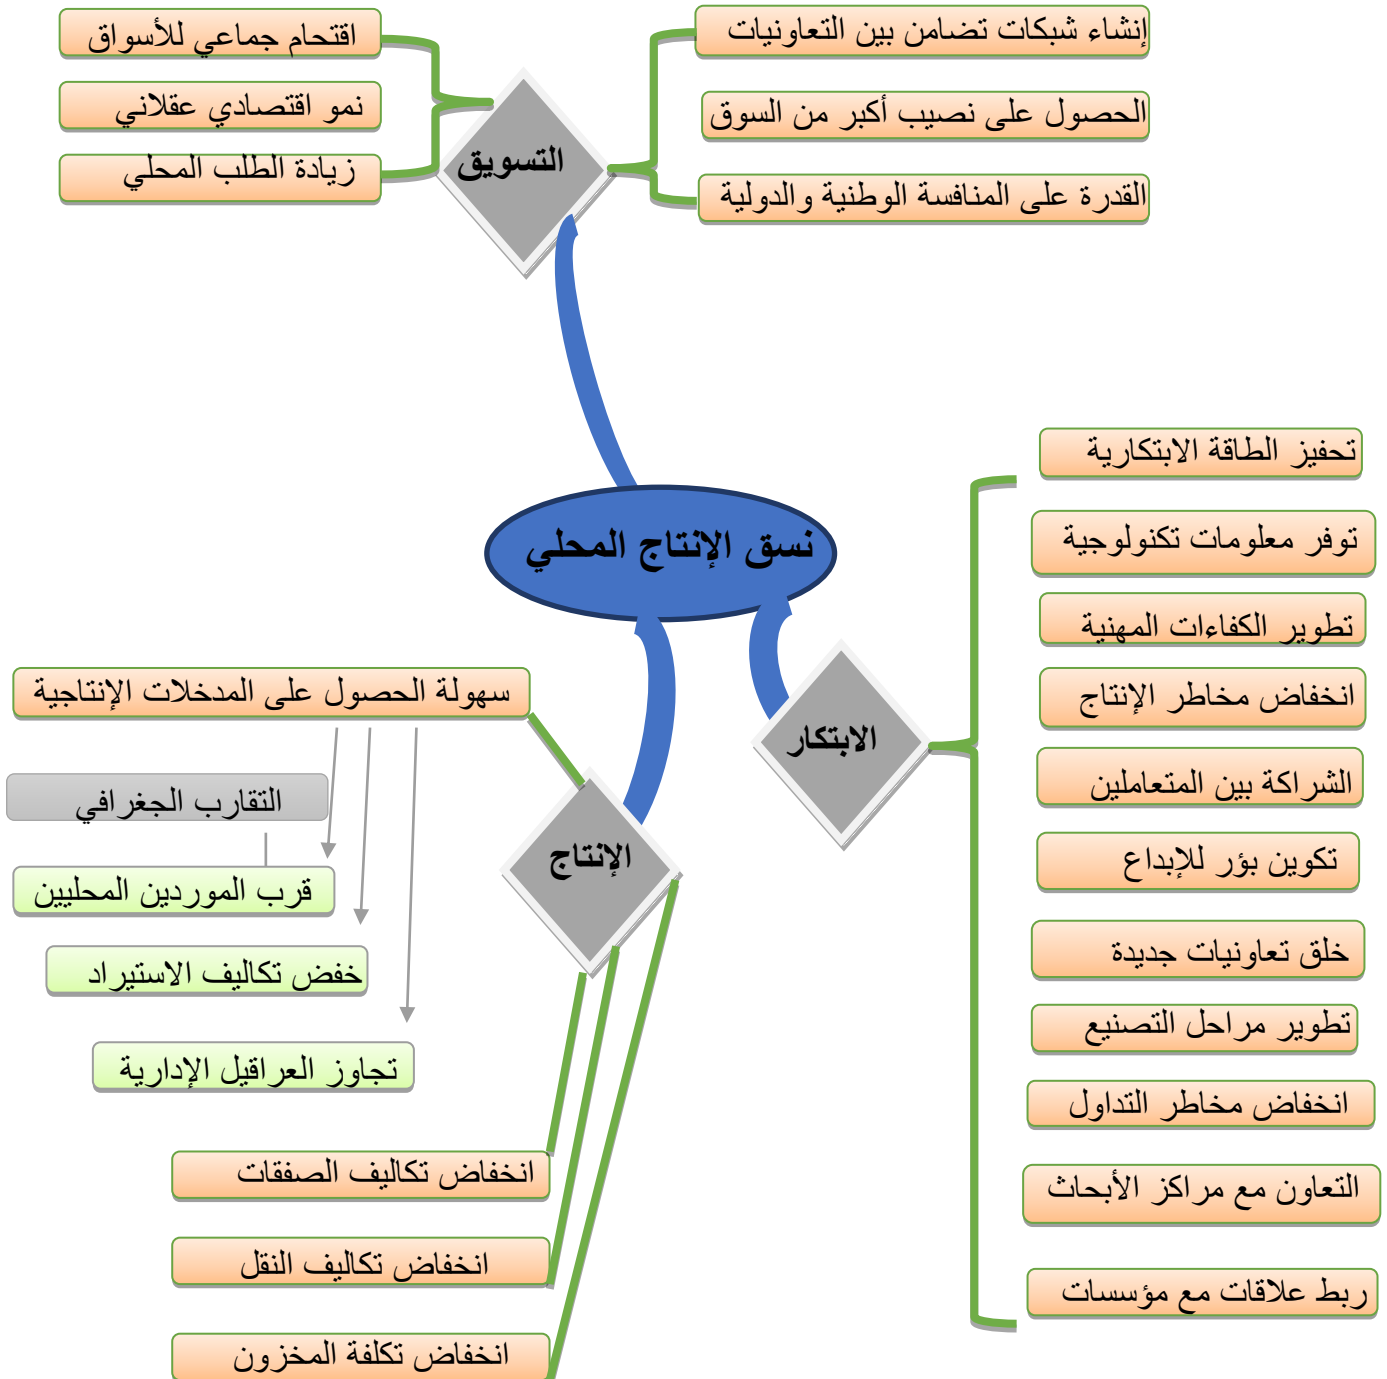 إنشاء شبكات تضامن بين التعاونيات
الحصول على نصيب أكبر من السوق
القدرة على المنافسة الوطنية والدولية
التسويق
اقتحام جماعي للأسواق
نمو اقتصادي عقلاني
زيادة الطلب المحلي
نسق الإنتاج المحلي
الابتكار
تحفيز الطاقة الابتكارية
توفر معلومات تكنولوجية
تطوير الكفاءات المهنية
انخفاض مخاطر الإنتاج
الشراكة بين المتعاملين
تكوين بؤر للإبداع
خلق تعاونيات جديدة
تطوير مراحل التصنيع
انخفاض مخاطر التداول
التعاون مع مراكز الأبحاث
ربط علاقات مع مؤسسات
الإنتاج
سهولة الحصول على المدخلات الإنتاجية
التقارب الجغرافي
قرب الموردين المحليين
خفض تكاليف الاستيراد
تجاوز العراقيل الإدارية
انخفاض تكاليف الصفقات
انخفاض تكاليف النقل
انخفاض تكلفة المخزون